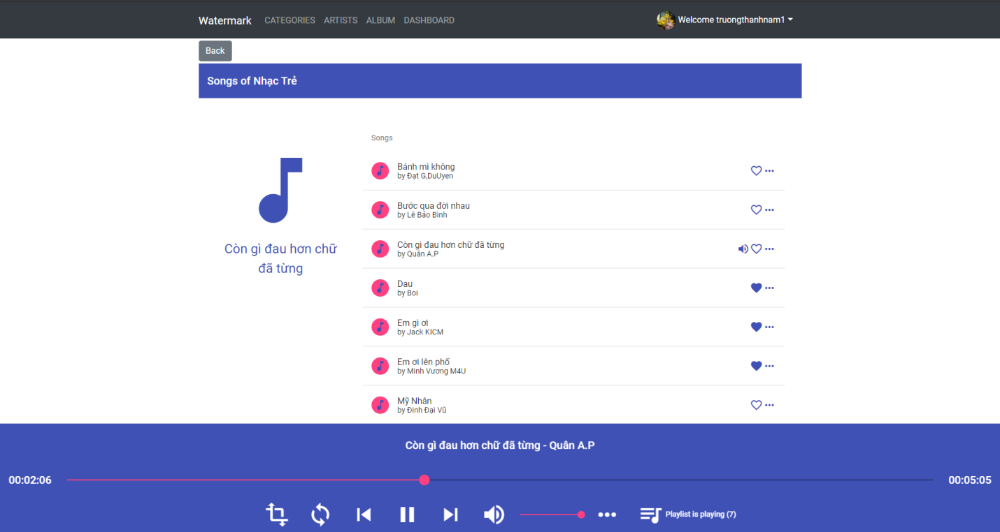 Watermark CATEGORIES ARTISTS ALBUM DASHBOARD Welcome truongthanhnam1
Back
Songs of Nhạc Trẻ
Songs
Bánh mì không
by Đạt G,DuUyen
Bước qua đời nhau
by Lê Bảo Bình
Còn gì đau hơn chữ đã từng
by Quân A.P
Dau
by Boi
Em gì ơi
by Jack KICM
Em ơi lên phố
by Minh Vương M4U
Mỹ Nhân
by Đinh Đại Vũ
Còn gì đau hơn chữ
đã từng
Còn gì đau hơn chữ đã từng - Quân A.P
00:02:06 00:05:05
Playlist is playing (7)